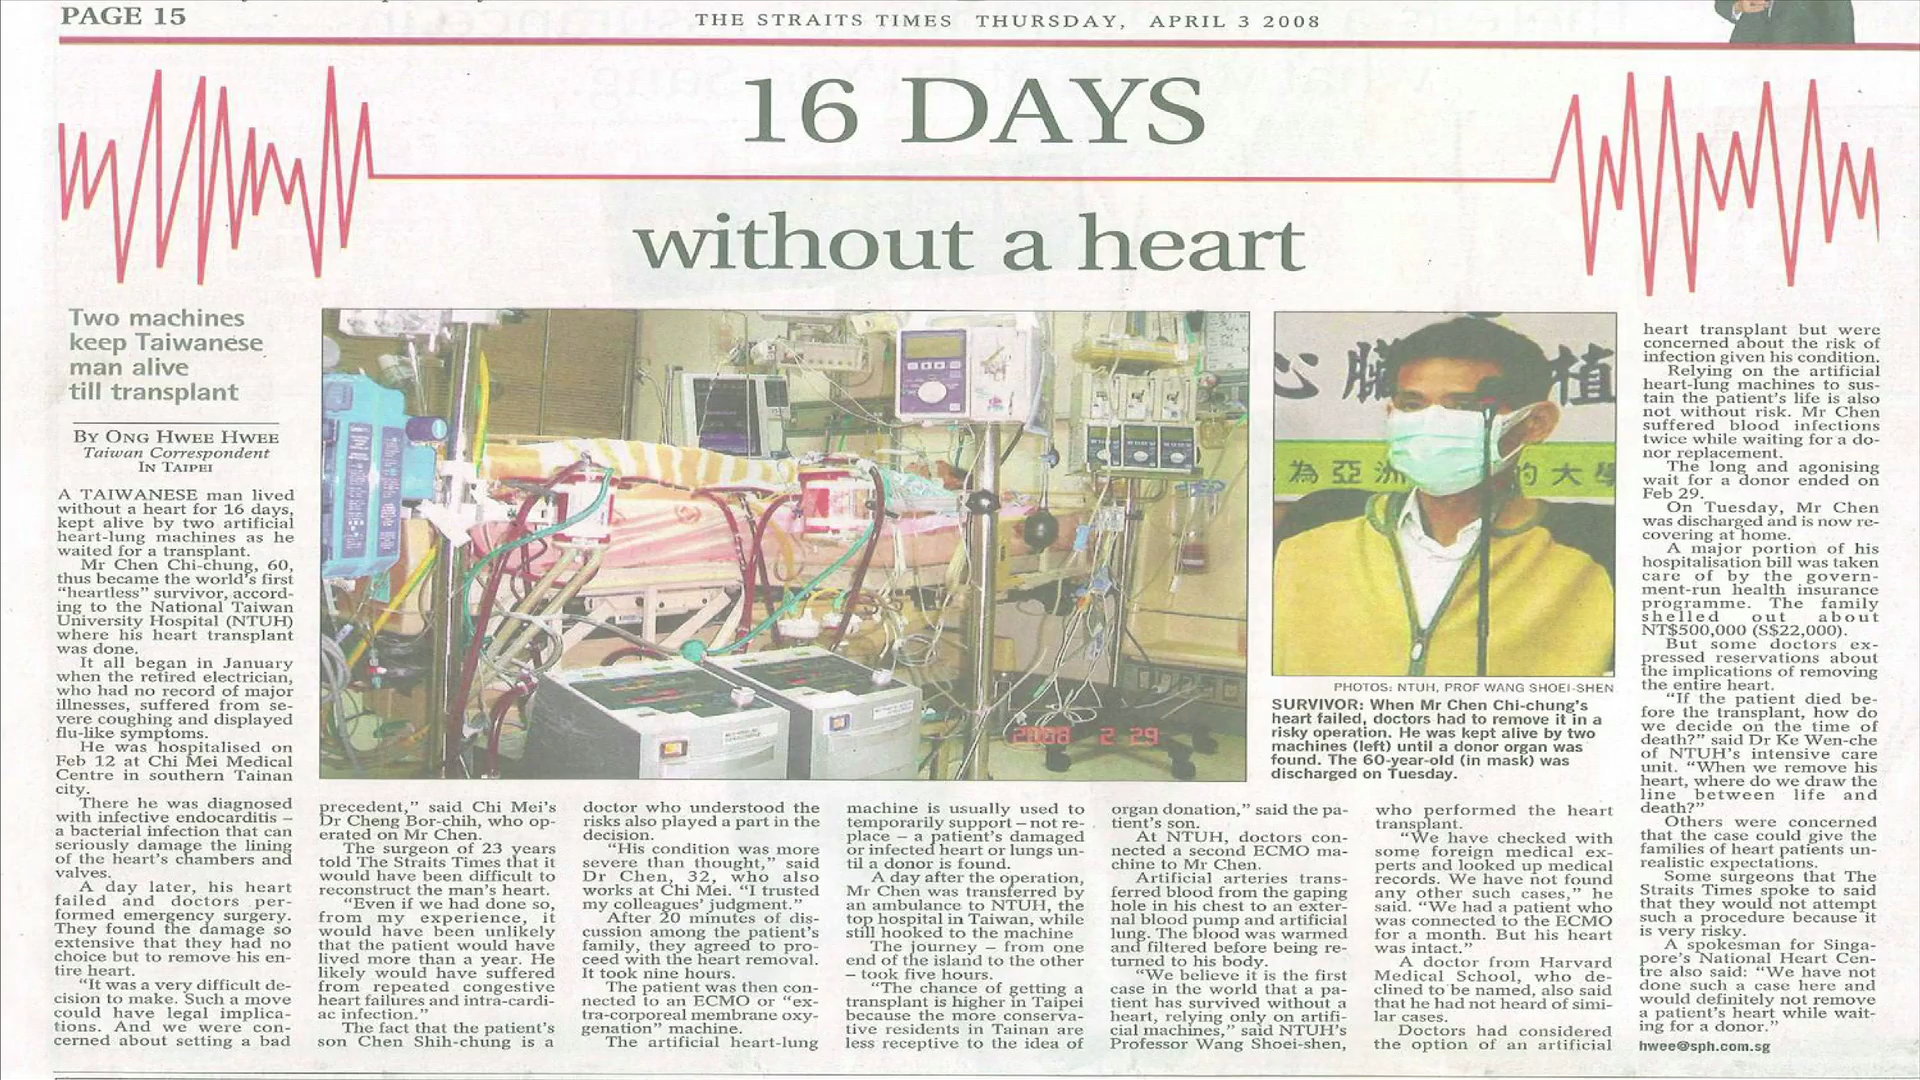 PAGE 15
THE STRAITS TIMES THURSDAY, APRIL 3 2008
16 DAYS
without a heart
Two machines
keep Taiwanese
man alive
till transplant
BY ONG HWEE HWEE
Taiwan Correspondent
IN TAIPEI
A TAIWANESE man lived
without a heart for 16 days,
kept alive by two artificial
heart-lung machines as he
waited for a transplant.
Mr Chen Chi-chung, 60,
thus became the world's first
"heartless" survivor, accord-
ing to the National Taiwan
University Hospital (NTUH)
where his heart transplant
was done.
It all began in January
when the retired electrician,
who had no record of major
illnesses, suffered from se-
vere coughing and displayed
flu-like symptoms.
He was hospitalised on
Feb 12 at Chi Mei Medical
Centre in southern Tainan
city.
There he was diagnosed
with infective endocarditis –
a bacterial infection that can
seriously damage the lining
of the heart's chambers and
valves.
A day later, his heart
failed and doctors per-
formed emergency surgery.
They found the damage so
extensive that they had no
choice but to remove his en-
tire heart.
"It was a very difficult de-
cision to make. Such a move
could have legal implica-
tions. And we were con-
cerned about setting a bad
precedent," said Chi Mei's
Dr Cheng Bor-chih, who op-
erated on Mr Chen.
The surgeon of 23 years
told The Straits Times that it
would have been difficult to
reconstruct the man's heart.
"Even if we had done so,
from my experience, it
would have been unlikely
that the patient would have
lived more than a year. He
likely would have suffered
from repeated congestive
heart failures and intra-cardi-
ac infection."
The fact that the patient's
son Chen Shih-chung is a
doctor who understood the
risks also played a part in the
decision.
"His condition was more
severe than thought," said
Dr Chen, 32, who also
works at Chi Mei. "I trusted
my colleagues' judgment."
After 20 minutes of dis-
cussion among the patient's
family, they agreed to pro-
ceed with the heart removal.
It took nine hours.
The patient was then con-
nected to an ECMO or "ex-
tra-corporeal membrane oxy-
genation" machine.
The artificial heart-lung
machine is usually used to
temporarily support – not re-
place – a patient's damaged
or infected heart or lungs un-
til a donor is found.
A day after the operation,
Mr Chen was transferred by
an ambulance to NTUH, the
top hospital in Taiwan, while
still hooked to the machine
The journey – from one
end of the island to the other
– took five hours.
"The chance of getting a
transplant is higher in Taipei
because the more conserva-
tive residents in Tainan are
less receptive to the idea of
organ donation," said the pa-
tient's son.
At NTUH, doctors con-
nected a second ECMO ma-
chine to Mr Chen.
Artificial arteries trans-
ferred blood from the gaping
hole in his chest to an exter-
nal blood pump and artificial
lung. The blood was warmed
and filtered before being re-
turned to his body.
"We believe it is the first
case in the world that a pa-
tient has survived without a
heart, relying only on artifi-
cial machines," said NTUH's
Professor Wang Shoei-shen,
who performed the heart
transplant.
"We have checked with
some foreign medical ex-
perts and looked up medical
records. We have not found
any other such cases," he
said. "We had a patient who
was connected to the ECMO
for a month. But his heart
was intact."
A doctor from Harvard
Medical School, who de-
clined to be named, also said
that he had not heard of simi-
lar cases.
Doctors had considered
the option of an artificial
heart transplant but were
concerned about the risk of
infection given his condition.
Relying on the artificial
heart-lung machines to sus-
tain the patient's life is also
not without risk. Mr Chen
suffered blood infections
twice while waiting for a do-
nor replacement.
The long and agonising
wait for a donor ended on
Feb 29.
On Tuesday, Mr Chen
was discharged and is now re-
covering at home.
A major portion of his
hospitalisation bill was taken
care of by the govern-
ment-run health insurance
programme. The family
shelled out about
NT$500,000 (S$22,000).
But some doctors ex-
pressed reservations about
the implications of removing
the entire heart.
"If the patient died be-
fore the transplant, how do
we decide on the time of
death?" said Dr Ke Wen-che
of NTUH's intensive care
unit. "When we remove his
heart, where do we draw the
line between life and
death?"
Others were concerned
that the case could give the
families of heart patients un-
realistic expectations.
Some surgeons that The
Straits Times spoke to said
that they would not attempt
such a procedure because it
is very risky.
A spokesman for Singa-
pore's National Heart Cen-
tre also said: "We have not
done such a case here and
would definitely not remove
a patient's heart while wait-
ing for a donor."
hwee@sph.com.sg
2008 2 29
心臟 植
為亞洲 的大學
PHOTOS: NTUH, PROF WANG SHOEI-SHEN
SURVIVOR: When Mr Chen Chi-chung's
heart failed, doctors had to remove it in a
risky operation. He was kept alive by two
machines (left) until a donor organ was
found. The 60-year-old (in mask) was
discharged on Tuesday.